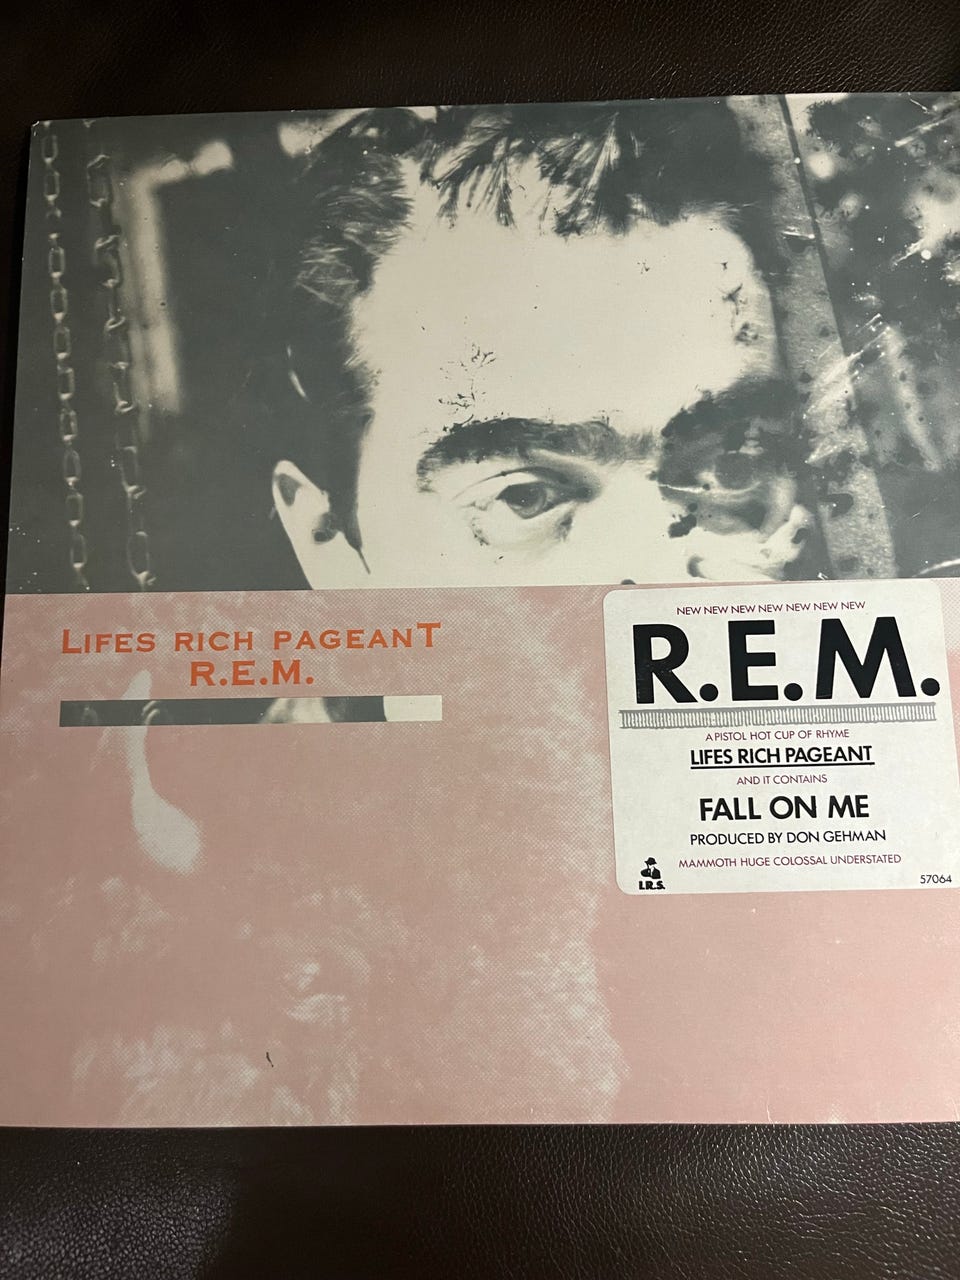 LIFES RICH PAGEANT
R.E.M.
NEW NEW NEW NEW NEW NEW NEW
R.E.M.
A PISTOL HOT CUP OF RHYME
LIFES RICH PAGEANT
AND IT CONTAINS
FALL ON ME
PRODUCED BY DON GEHMAN
MAMMOTH HUGE COLOSSAL UNDERSTATED
I.R.S.
57064